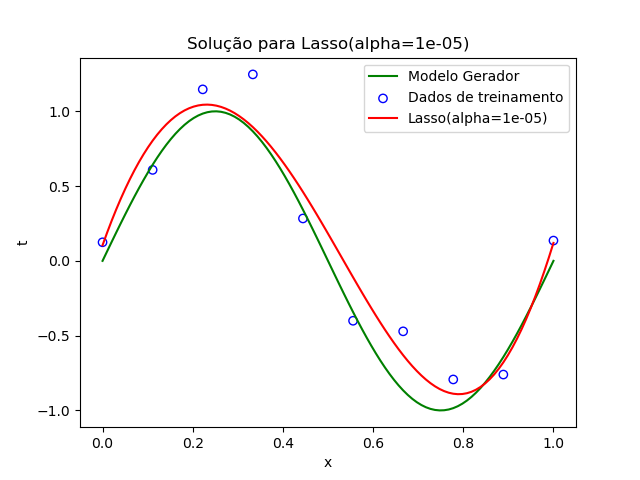 Solução para Lasso(alpha=1e-05)
Modelo Gerador
Dados de treinamento
Lasso(alpha=1e-05)
1.0
0.5
0.0
−0.5
−1.0
t
0.0 0.2 0.4 0.6 0.8 1.0
x